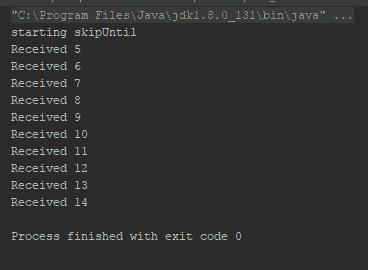 "C:\Program Files\Java\jdk1.8.0_131\bin\java" ...
starting skipUntil
Received 5
Received 6
Received 7
Received 8
Received 9
Received 10
Received 11
Received 12
Received 13
Received 14
Process finished with exit code 0